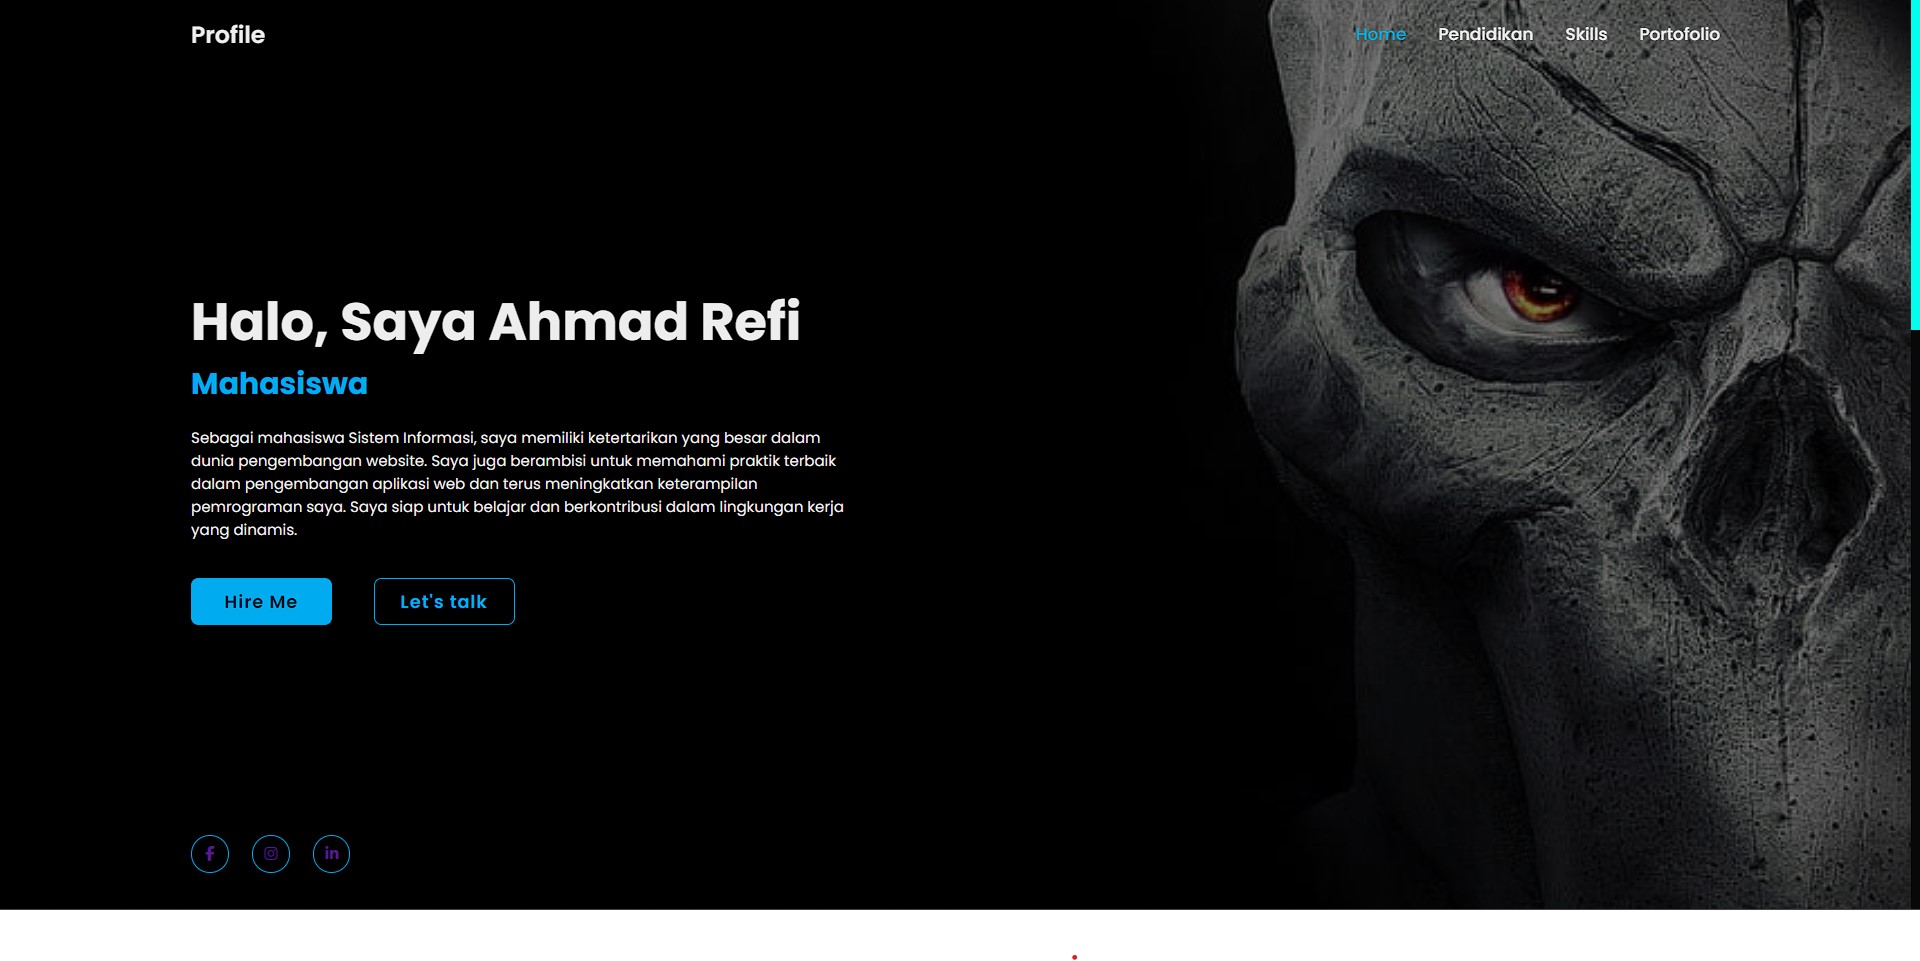 Profile
Home Pendidikan Skills Portofolio
Halo, Saya Ahmad Refi
Mahasiswa
Sebagai mahasiswa Sistem Informasi, saya memiliki ketertarikan yang besar dalam
dunia pengembangan website. Saya juga berambisi untuk memahami praktik terbaik
dalam pengembangan aplikasi web dan terus meningkatkan keterampilan
pemrograman saya. Saya siap untuk belajar dan berkontribusi dalam lingkungan kerja
yang dinamis.
Hire Me Let's talk